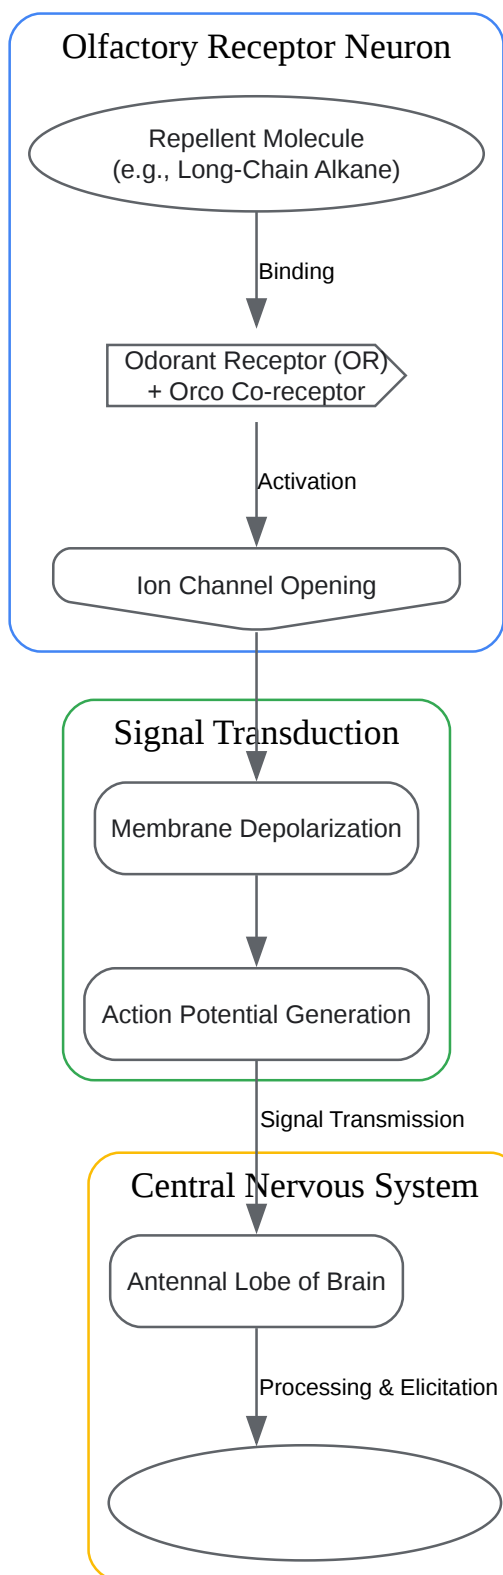 Olfactory Receptor Neuron
Repellent Molecule
(e.g., Long-Chain Alkane)
Binding
Odorant Receptor (OR)
+ Orco Co-receptor
Activation
Ion Channel Opening
Signal Transduction
Membrane Depolarization
Action Potential Generation
Signal Transmission
Central Nervous System
Antennal Lobe of Brain
Processing & Elicitation